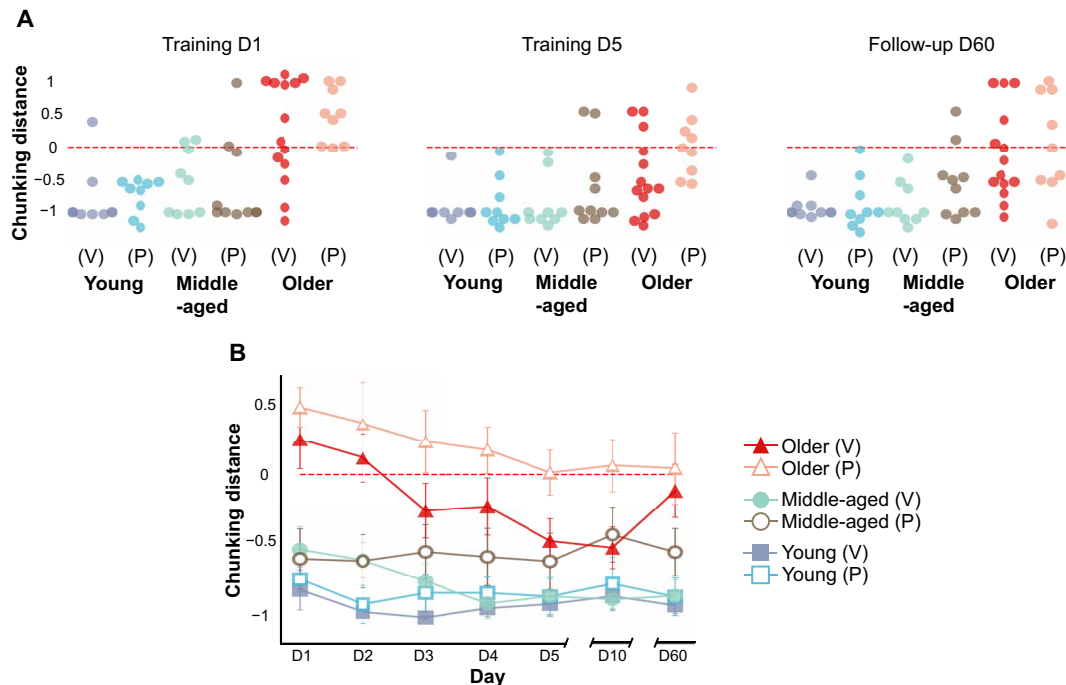 A
Training D1
Training D5
Follow-up D60
Chunking distance
1
0.5
0
−0.5
−1
(V) (P) (V) (P) (V) (P)
Young Middle Older
-aged
(V) (P) (V) (P) (V) (P)
Young Middle Older
-aged
(V) (P) (V) (P) (V) (P)
Young Middle Older
-aged
B
Chunking distance
0.5
0
−0.5
−1
D1 D2 D3 D4 D5 D10 D60
Day
Older (V)
Older (P)
Middle-aged (V)
Middle-aged (P)
Young (V)
Young (P)